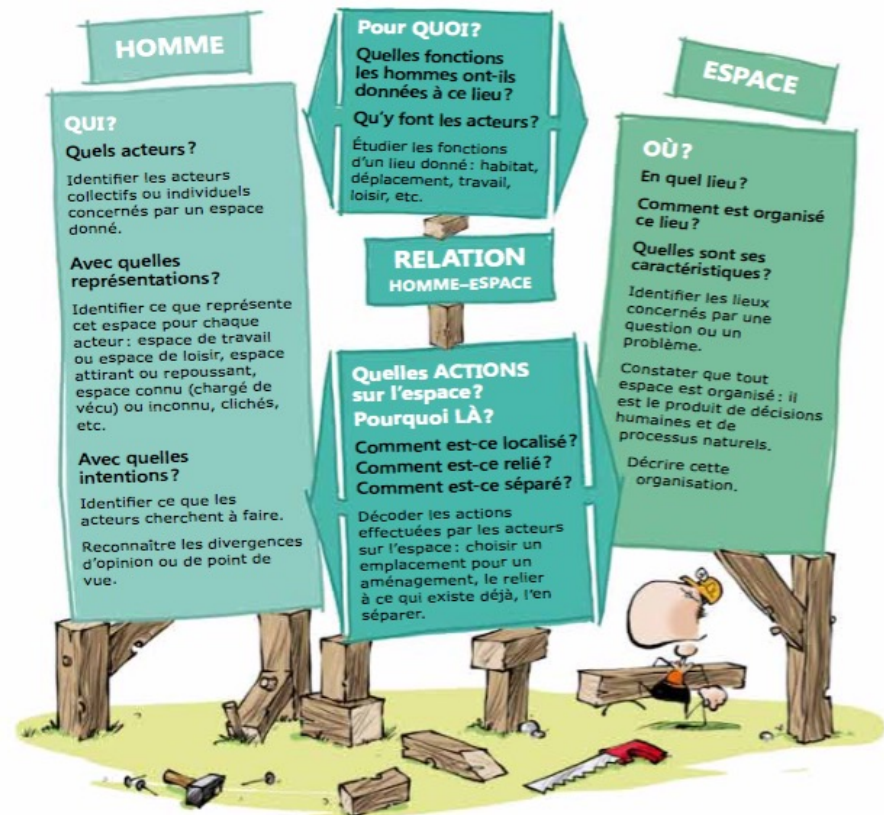 HOMME
QUI?
Quels acteurs?
Identifier les acteurs
collectifs ou individuels
concernés par un espace
donné.
Avec quelles
représentations?
Identifier ce que représente
cet espace pour chaque
acteur: espace de travail
ou espace de loisir, espace
attirant ou repoussant,
espace connu (chargé de
vécu) ou inconnu, clichés,
etc.
Avec quelles
intentions?
Identifier ce que les
acteurs cherchent à faire.
Reconnaître les divergences
d'opinion ou de point de
vue.
Pour QUOI?
Quelles fonctions
les hommes ont-ils
données à ce lieu?
Qu'y font les acteurs?
Étudier les fonctions
d'un lieu donné: habitat,
déplacement, travail,
loisir, etc.
RELATION
HOMME–ESPACE
Quelles ACTIONS
sur l'espace?
Pourquoi LÀ?
Comment est-ce localisé?
Comment est-ce relié?
Comment est-ce séparé?
Décoder les actions
effectuées par les acteurs
sur l'espace: choisir un
emplacement pour un
aménagement, le relier
à ce qui existe déjà, l'en
séparer.
ESPACE
OÙ?
En quel lieu?
Comment est organisé
ce lieu?
Quelles sont ses
caractéristiques?
Identifier les lieux
concernés par une
question ou un
problème.
Constater que tout
espace est organisé: il
est le produit de décisions
humaines et de
processus naturels.
Décrire cette
organisation.